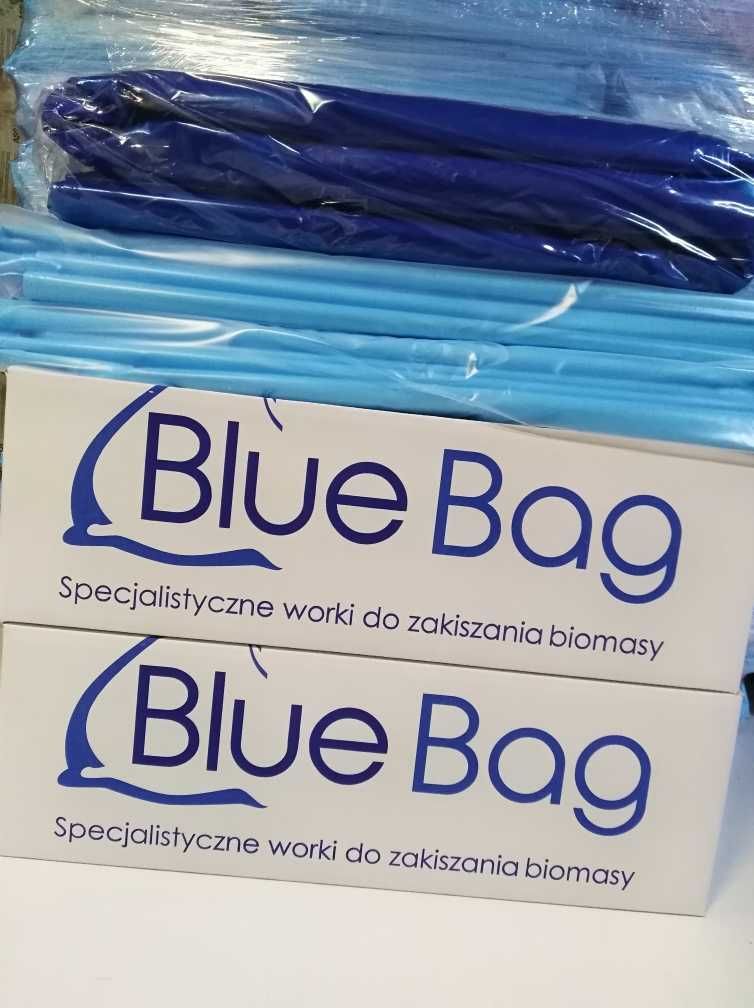 Blue Bag
Specjalistyczne worki do zakiszania biomasy
Blue Bag
Specjalistyczne worki do zakiszania biomasy